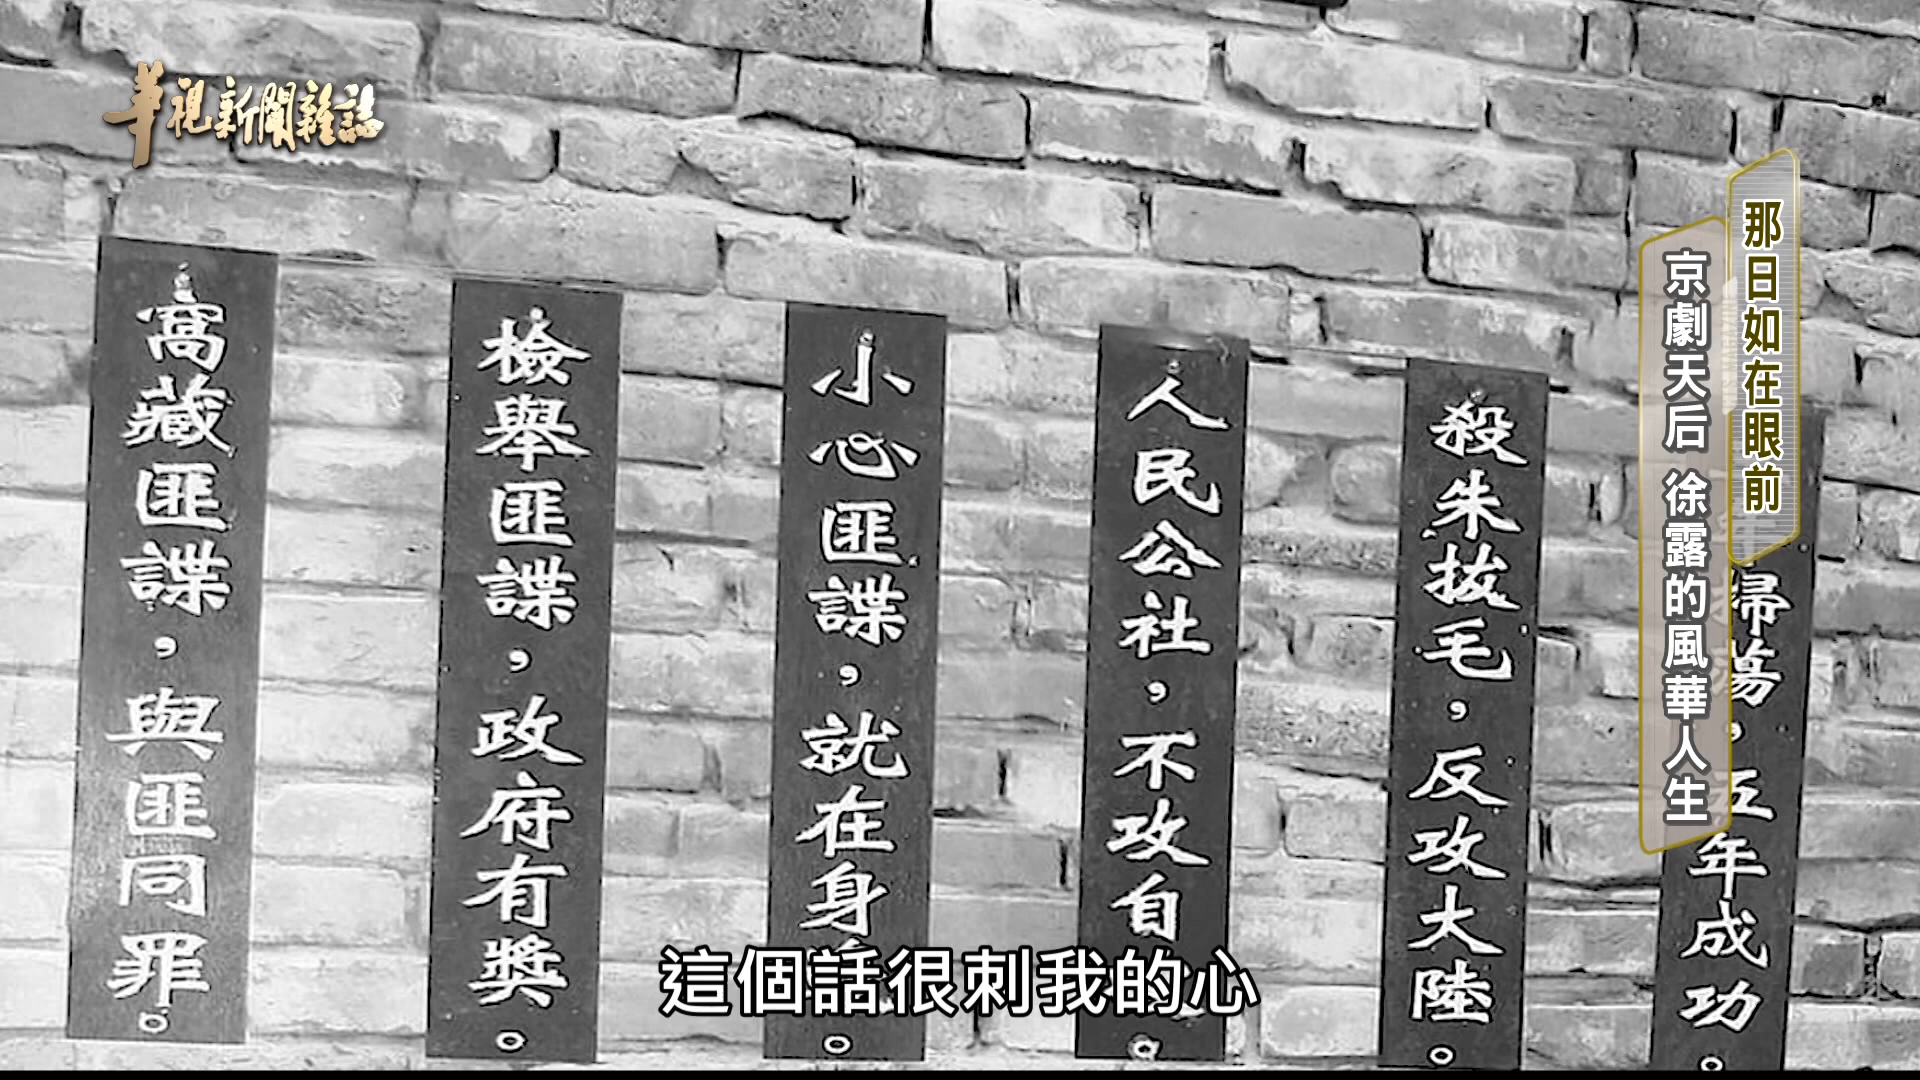 華視新聞雜誌
那日如在眼前
京劇天后 徐露的風華人生
窩藏匪諜，與匪同罪。
檢舉匪諜，政府有獎。
小心匪諜，就在身
人民公社，不攻自
殺朱拔毛，反攻大陸。
掃蕩，五年成功。
這個話很刺我的心